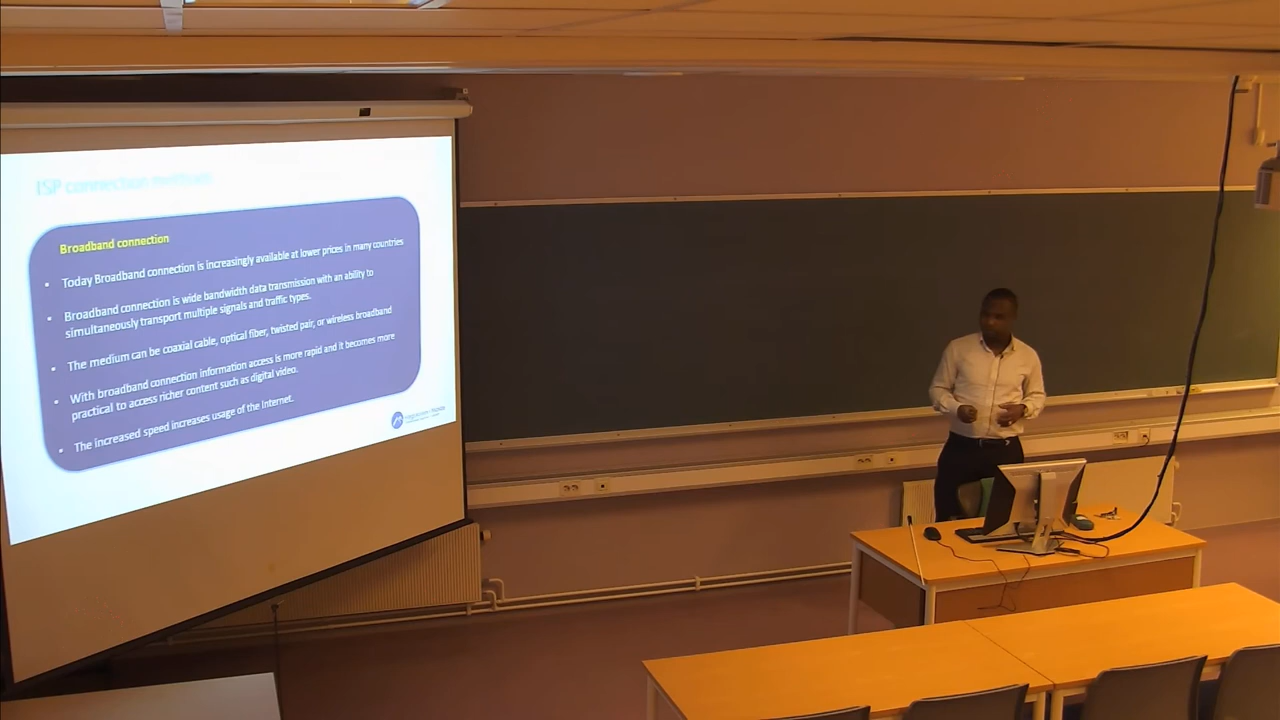 ISP connection methods
Broadband connection
• Today Broadband connection is increasingly available at lower prices in many countries
• Broadband connection is wide bandwidth data transmission with an ability to
simultaneously transport multiple signals and traffic types.
• The medium can be coaxial cable, optical fiber, twisted pair, or wireless broadband
• With broadband connection information access is more rapid and it becomes more
practical to access richer content such as digital video.
• The increased speed increases usage of the Internet.